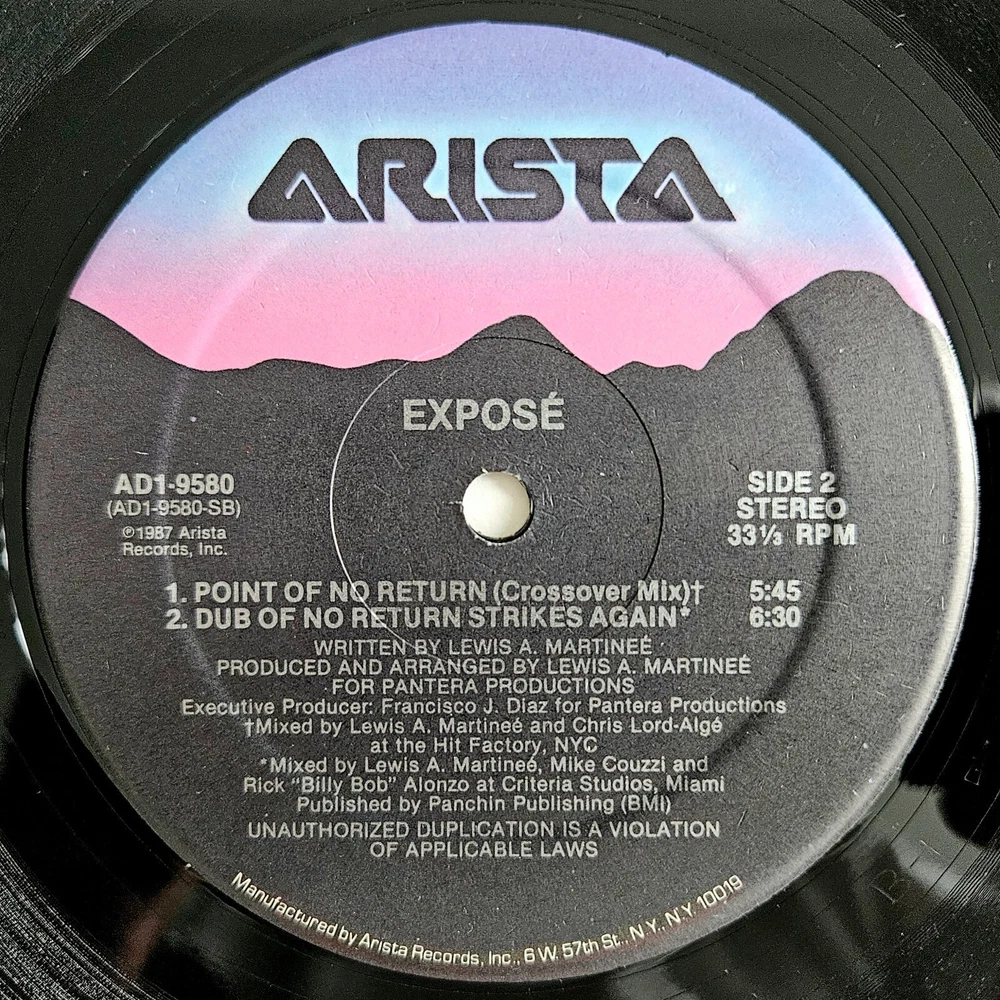 ARISTA
EXPOSÉ
AD1-9580
(AD1-9580-SB)
℗1987 Arista
Records, Inc.
SIDE 2
STEREO
33⅓ RPM
1. POINT OF NO RETURN (Crossover Mix)† 5:45
2. DUB OF NO RETURN STRIKES AGAIN* 6:30
WRITTEN BY LEWIS A. MARTINEÉ
PRODUCED AND ARRANGED BY LEWIS A. MARTINEÉ
FOR PANTERA PRODUCTIONS
Executive Producer: Francisco J. Diaz for Pantera Productions
†Mixed by Lewis A. Martineé and Chris Lord-Algé
at the Hit Factory, NYC
*Mixed by Lewis A. Martineé, Mike Couzzi and
Rick "Billy Bob" Alonzo at Criteria Studios, Miami
Published by Panchin Publishing (BMI)
UNAUTHORIZED DUPLICATION IS A VIOLATION
OF APPLICABLE LAWS
Manufactured by Arista Records, Inc., 6 W. 57th St., N.Y., N.Y. 10019